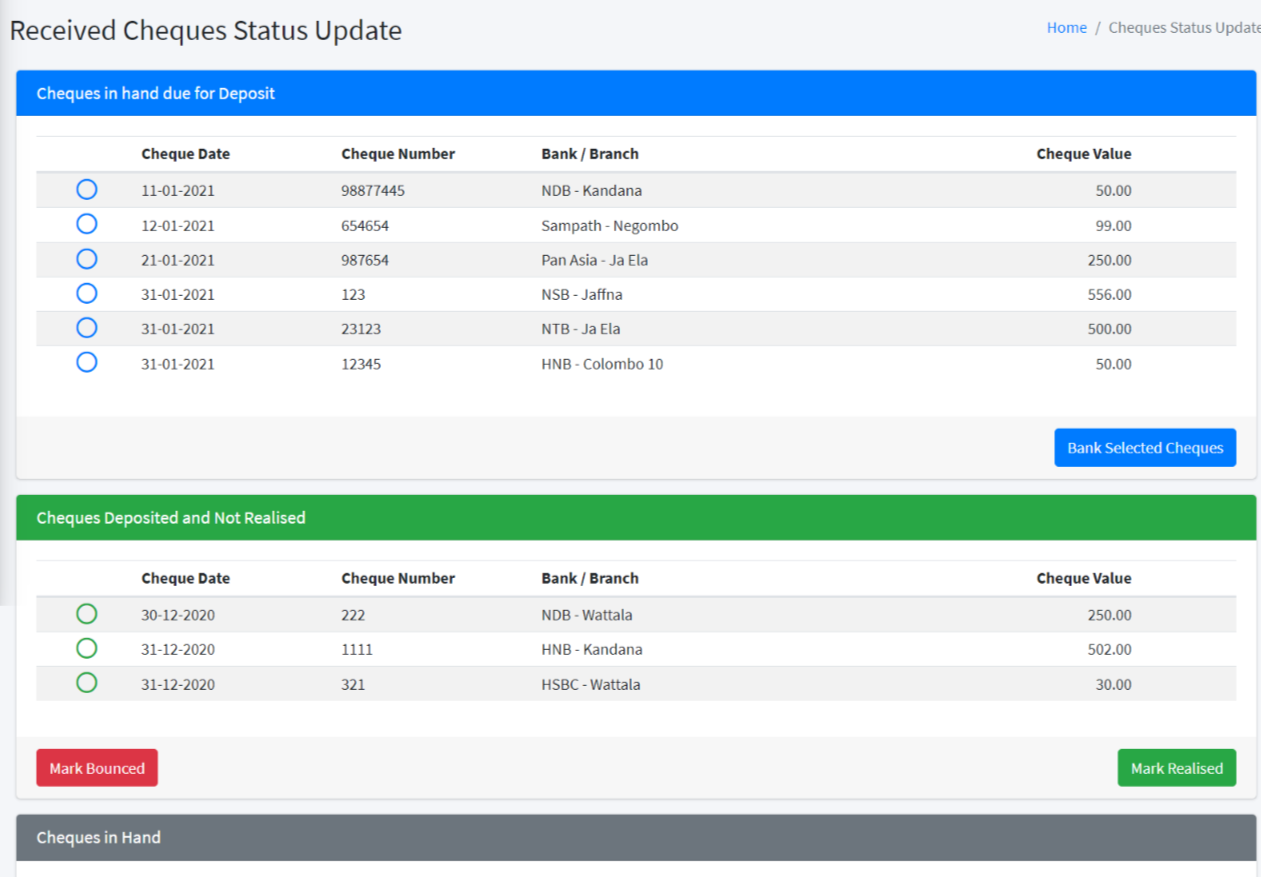 Received Cheques Status Update
Home / Cheques Status Update
Cheques in hand due for Deposit
Cheque Date Cheque Number Bank / Branch Cheque Value
11-01-2021 98877445 NDB - Kandana 50.00
12-01-2021 654654 Sampath - Negombo 99.00
21-01-2021 987654 Pan Asia - Ja Ela 250.00
31-01-2021 123 NSB - Jaffna 556.00
31-01-2021 23123 NTB - Ja Ela 500.00
31-01-2021 12345 HNB - Colombo 10 50.00
Bank Selected Cheques
Cheques Deposited and Not Realised
Cheque Date Cheque Number Bank / Branch Cheque Value
30-12-2020 222 NDB - Wattala 250.00
31-12-2020 1111 HNB - Kandana 502.00
31-12-2020 321 HSBC - Wattala 30.00
Mark Bounced Mark Realised
Cheques in Hand